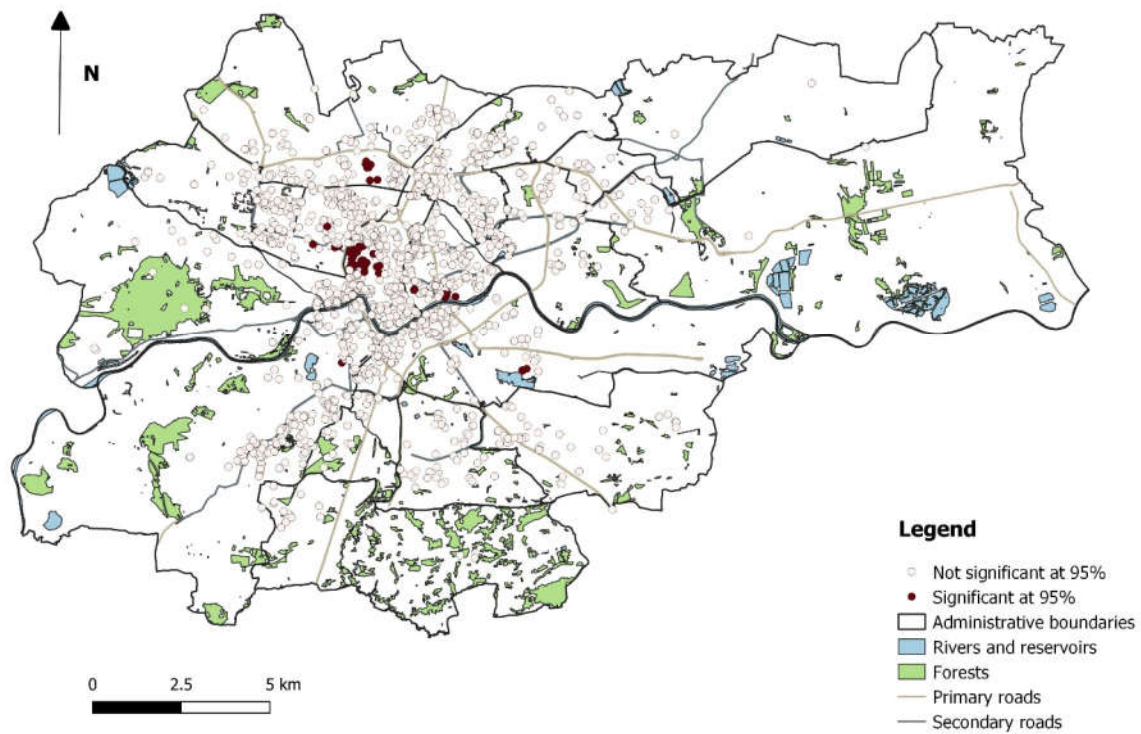 N
Legend
Not significant at 95%
Significant at 95%
Administrative boundaries
Rivers and reservoirs
Forests
Primary roads
Secondary roads
0 2.5 5 km